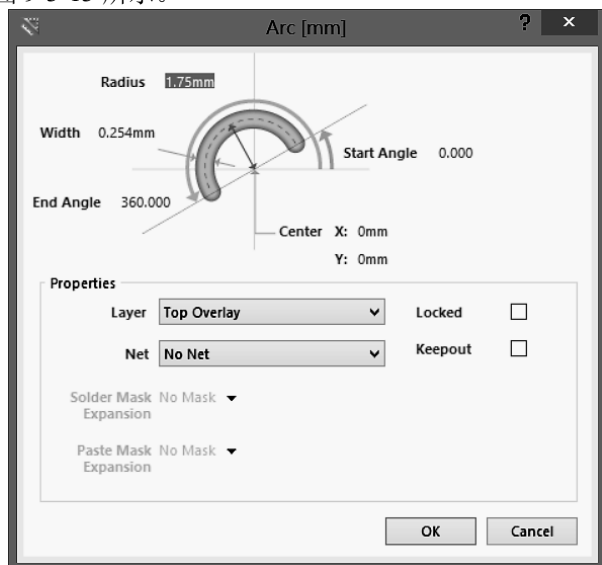 Arc [mm]
? ×
Radius 1.75mm
Width 0.254mm
Start Angle 0.000
End Angle 360.000
Center X: 0mm
Y: 0mm
Properties
Layer Top Overlay
Locked
Net No Net
Keepout
Solder Mask Expansion No Mask
Paste Mask Expansion No Mask
OK Cancel